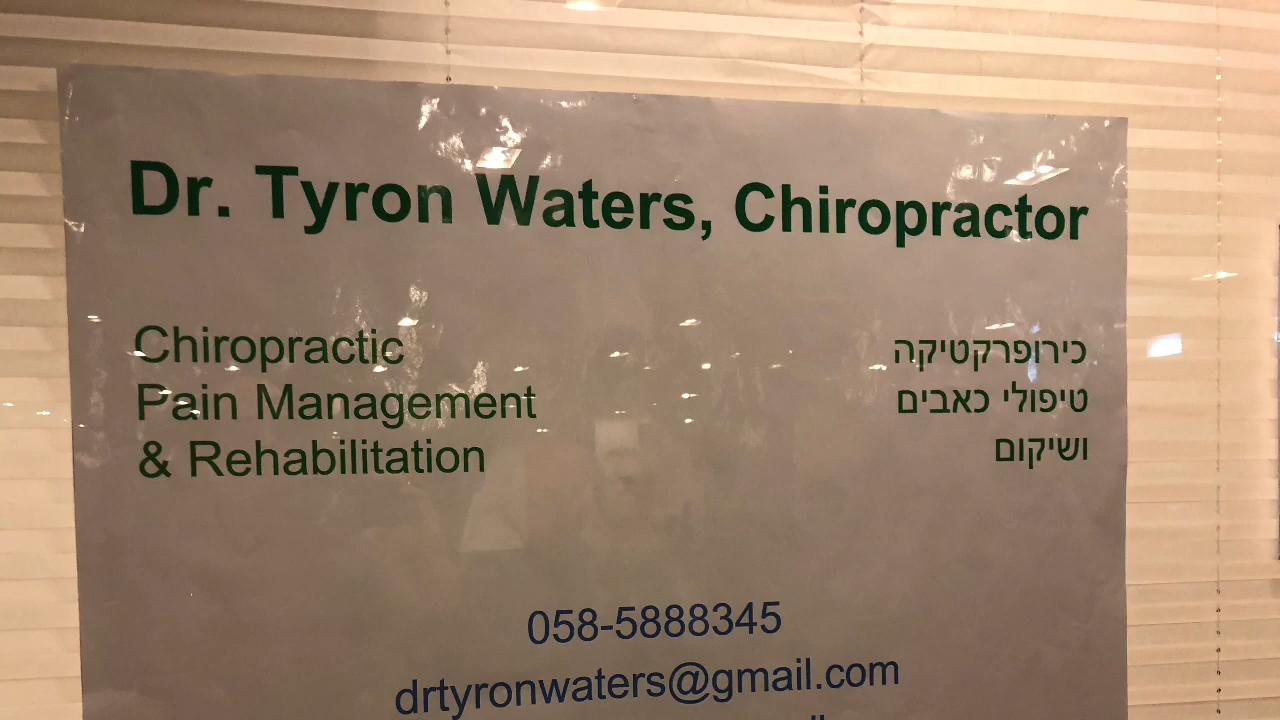 Dr. Tyron Waters, Chiropractor
Chiropractic
Pain Management
& Rehabilitation
כירופרקטיקה
טיפולי כאבים
ושיקום
058-5888345
drtyronwaters@gmail.com